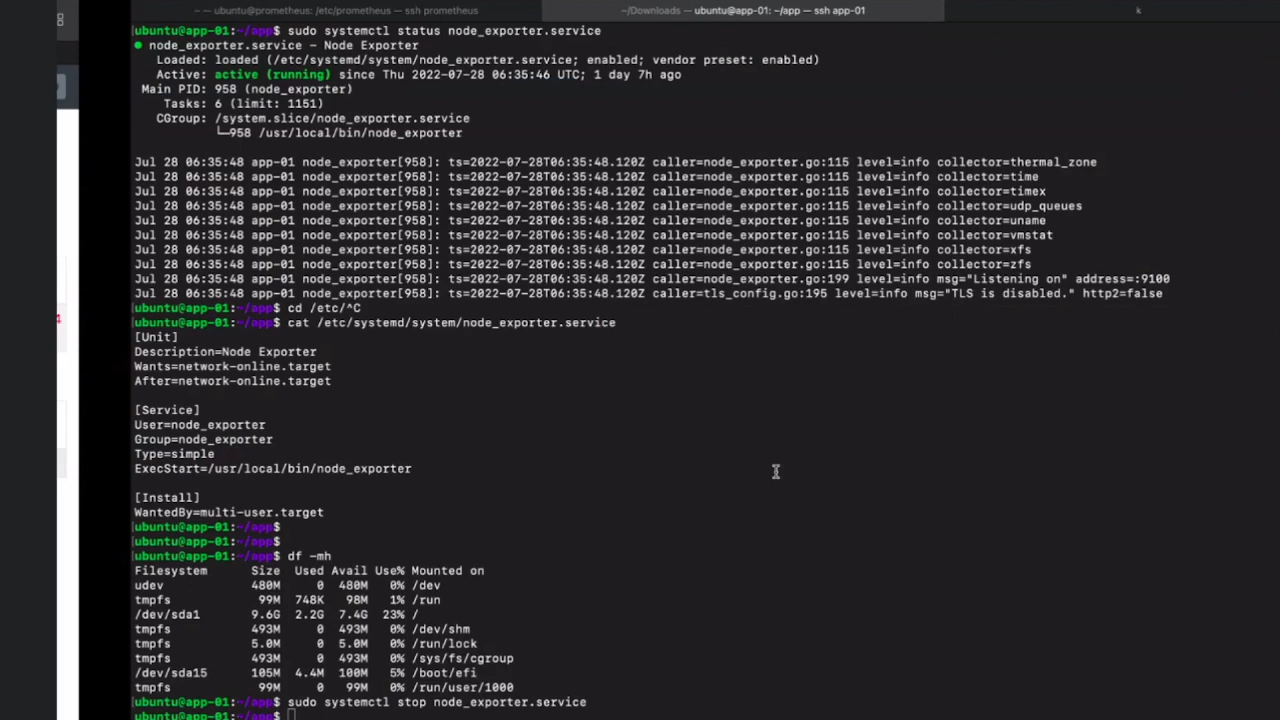 ~ — ubuntu@prometheus: /etc/prometheus — ssh prometheus
~/Downloads — ubuntu@app-01: ~/app — ssh app-01
k
ubuntu@app-01:~/app$ sudo systemctl status node_exporter.service
● node_exporter.service - Node Exporter
Loaded: loaded (/etc/systemd/system/node_exporter.service; enabled; vendor preset: enabled)
Active: active (running) since Thu 2022-07-28 06:35:46 UTC; 1 day 7h ago
Main PID: 958 (node_exporter)
Tasks: 6 (limit: 1151)
CGroup: /system.slice/node_exporter.service
└─958 /usr/local/bin/node_exporter
Jul 28 06:35:48 app-01 node_exporter[958]: ts=2022-07-28T06:35:48.120Z caller=node_exporter.go:115 level=info collector=thermal_zone
Jul 28 06:35:48 app-01 node_exporter[958]: ts=2022-07-28T06:35:48.120Z caller=node_exporter.go:115 level=info collector=time
Jul 28 06:35:48 app-01 node_exporter[958]: ts=2022-07-28T06:35:48.120Z caller=node_exporter.go:115 level=info collector=timex
Jul 28 06:35:48 app-01 node_exporter[958]: ts=2022-07-28T06:35:48.120Z caller=node_exporter.go:115 level=info collector=udp_queues
Jul 28 06:35:48 app-01 node_exporter[958]: ts=2022-07-28T06:35:48.120Z caller=node_exporter.go:115 level=info collector=uname
Jul 28 06:35:48 app-01 node_exporter[958]: ts=2022-07-28T06:35:48.120Z caller=node_exporter.go:115 level=info collector=vmstat
Jul 28 06:35:48 app-01 node_exporter[958]: ts=2022-07-28T06:35:48.120Z caller=node_exporter.go:115 level=info collector=xfs
Jul 28 06:35:48 app-01 node_exporter[958]: ts=2022-07-28T06:35:48.120Z caller=node_exporter.go:115 level=info collector=zfs
Jul 28 06:35:48 app-01 node_exporter[958]: ts=2022-07-28T06:35:48.120Z caller=node_exporter.go:199 level=info msg="Listening on" address=:9100
Jul 28 06:35:48 app-01 node_exporter[958]: ts=2022-07-28T06:35:48.120Z caller=tls_config.go:195 level=info msg="TLS is disabled." http2=false
ubuntu@app-01:~/app$ cd /etc/^C
ubuntu@app-01:~/app$ cat /etc/systemd/system/node_exporter.service
[Unit]
Description=Node Exporter
Wants=network-online.target
After=network-online.target
[Service]
User=node_exporter
Group=node_exporter
Type=simple
ExecStart=/usr/local/bin/node_exporter
[Install]
WantedBy=multi-user.target
ubuntu@app-01:~/app$
ubuntu@app-01:~/app$
ubuntu@app-01:~/app$ df -mh
Filesystem Size Used Avail Use% Mounted on
udev 480M 0 480M 0% /dev
tmpfs 99M 748K 98M 1% /run
/dev/sda1 9.6G 2.2G 7.4G 23% /
tmpfs 493M 0 493M 0% /dev/shm
tmpfs 5.0M 0 5.0M 0% /run/lock
tmpfs 493M 0 493M 0% /sys/fs/cgroup
/dev/sda15 105M 4.4M 100M 5% /boot/efi
tmpfs 99M 0 99M 0% /run/user/1000
ubuntu@app-01:~/app$ sudo systemctl stop node_exporter.service
ubuntu@app-01:~/app$